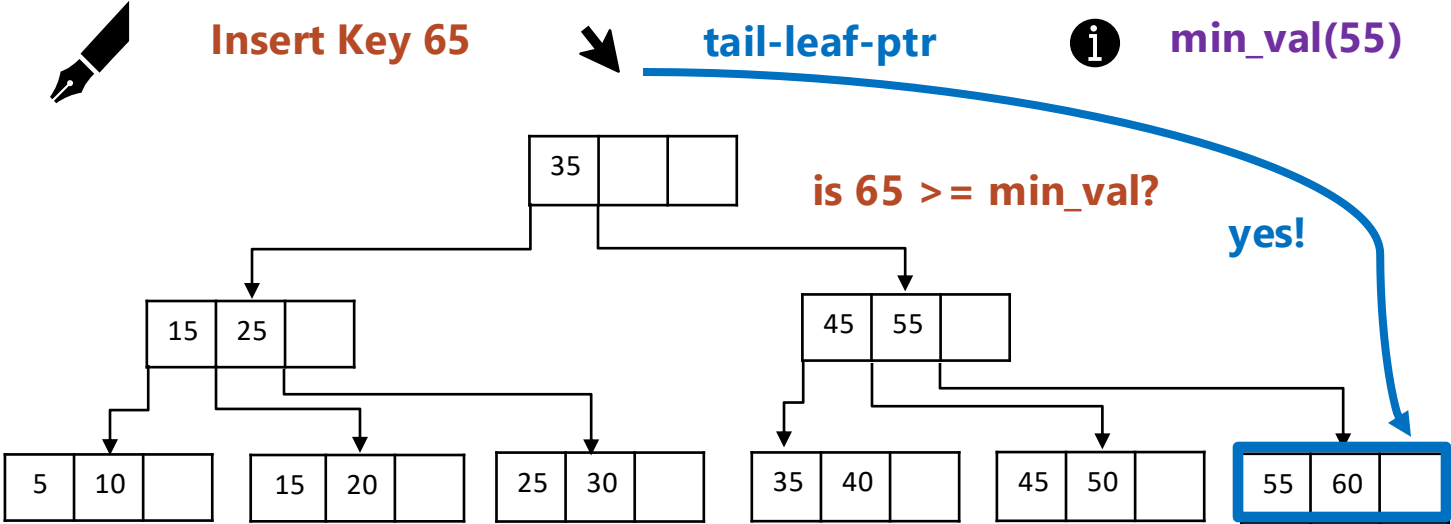 Insert Key 65 tail-leaf-ptr i min_val(55)
35
is 65 >= min_val?
yes!
15 25 45 55
5 10 15 20 25 30 35 40 45 50 55 60